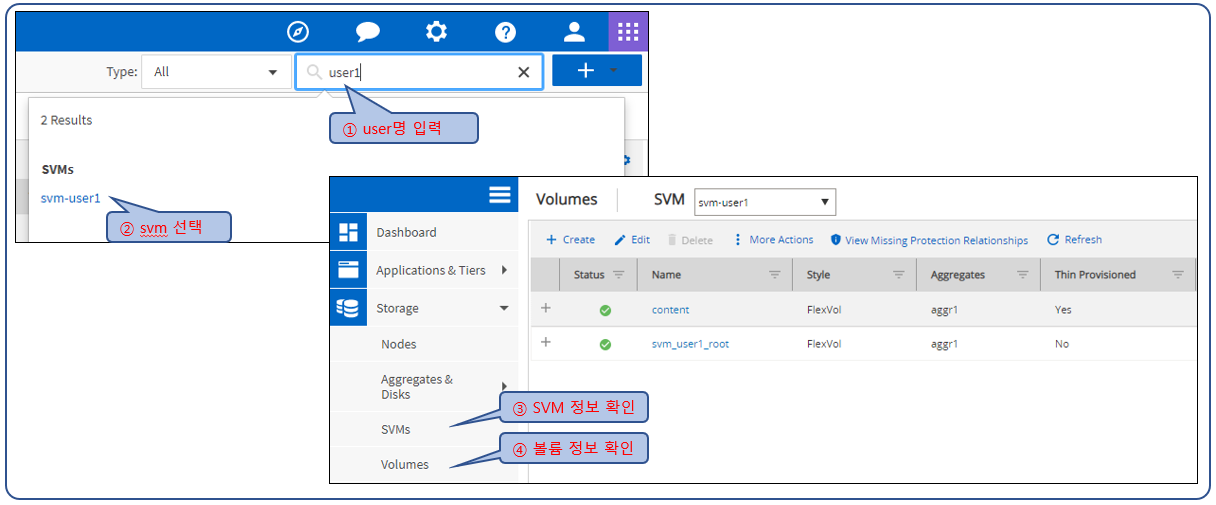 Type: All user1
① user명 입력
2 Results
SVMs
svm-user1
② svm 선택
Volumes SVM svm-user1
Dashboard
Applications & Tiers
Storage
Nodes
Aggregates &
Disks
SVMs
Volumes
Create Edit Delete More Actions View Missing Protection Relationships Refresh
Status Name Style Aggregates Thin Provisioned
content FlexVol aggr1 Yes
svm_user1_root FlexVol aggr1 No
③ SVM 정보 확인
④ 볼륨 정보 확인